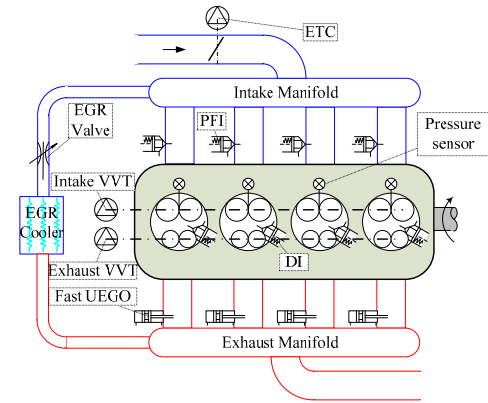 ETC
Intake Manifold
EGR
Valve
PFI
Pressure
sensor
Intake VVT
EGR
Cooler
Exhaust VVT
DI
Fast UEGO
Exhaust Manifold